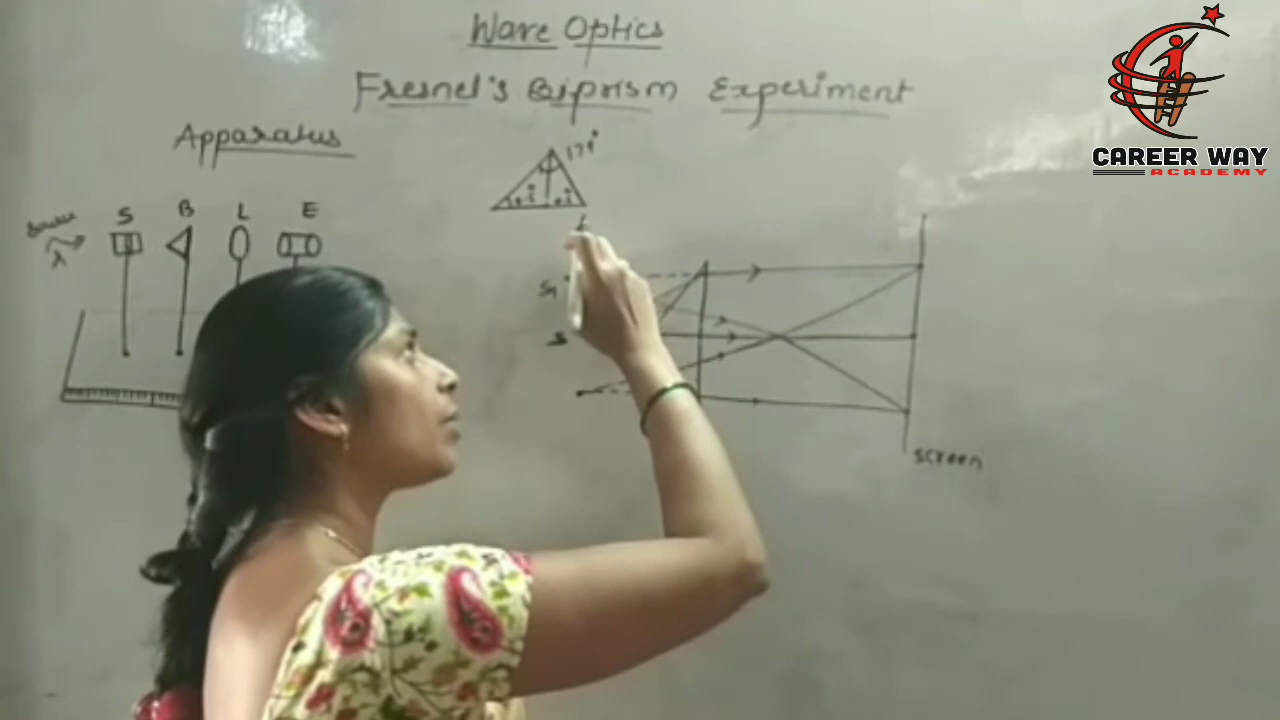 Wave Optics
Fresnel's Biprism Experiment
Apparatus
179°
S B L E
λ
S₁
S
screen
CAREER WAY
ACADEMY